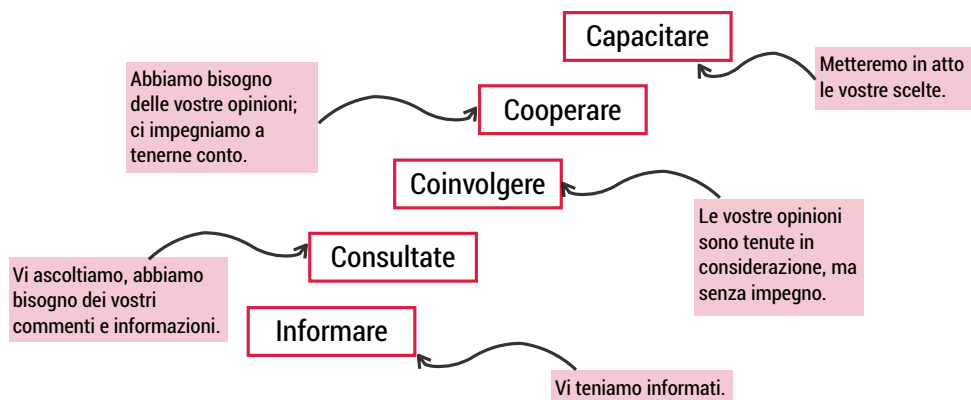 Capacitare
Metteremo in atto
le vostre scelte.
Abbiamo bisogno
delle vostre opinioni;
ci impegniamo a
tenerne conto.
Cooperare
Coinvolgere
Le vostre opinioni
sono tenute in
considerazione, ma
senza impegno.
Consultate
Vi ascoltiamo, abbiamo
bisogno dei vostri
commenti e informazioni.
Informare
Vi teniamo informati.